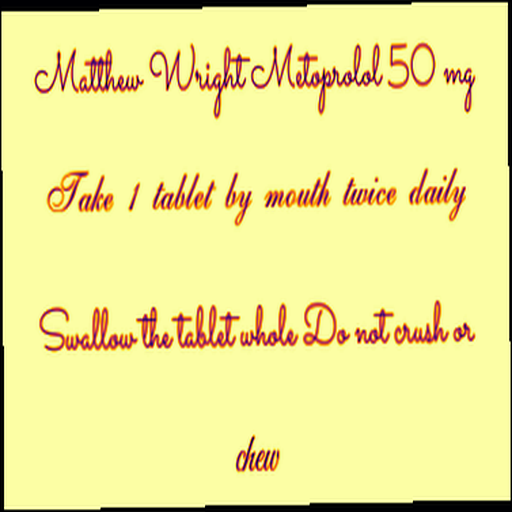 Matthew Wright Metoprolol 50 mg
Take 1 tablet by mouth twice daily
Swallow the tablet whole Do not crush or
chew